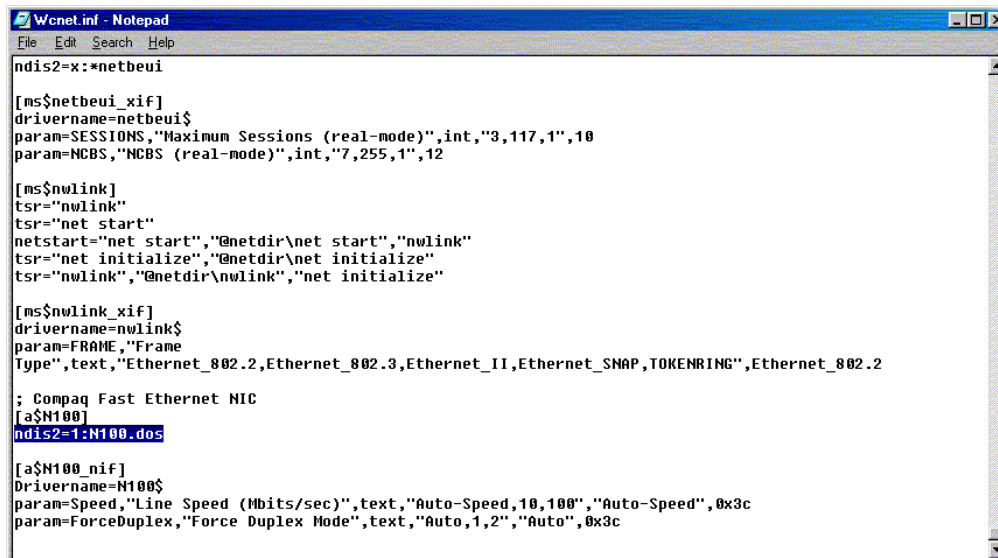 Wcnet.inf - Notepad
File Edit Search Help
ndis2=x:*netbeui
[ms$netbeui_xif]
drivername=netbeui$
param=SESSIONS,"Maximum Sessions (real-mode)",int,"3,117,1",10
param=NCBS,"NCBS (real-mode)",int,"7,255,1",12
[ms$nwlink]
tsr="nwlink"
tsr="net start"
netstart="net start","@netdir\net start","nwlink"
tsr="net initialize","@netdir\net initialize"
tsr="nwlink","@netdir\nwlink","net initialize"
[ms$nwlink_xif]
drivername=nwlink$
param=FRAME,"Frame
Type",text,"Ethernet_802.2,Ethernet_802.3,Ethernet_II,Ethernet_SNAP,TOKENRING",Ethernet_802.2
; Compaq Fast Ethernet NIC
[a$N100]
ndis2=1:N100.dos
[a$N100_nif]
Drivername=N100$
param=Speed,"Line Speed (Mbits/sec)",text,"Auto-Speed,10,100","Auto-Speed",0x3c
param=ForceDuplex,"Force Duplex Mode",text,"Auto,1,2","Auto",0x3c